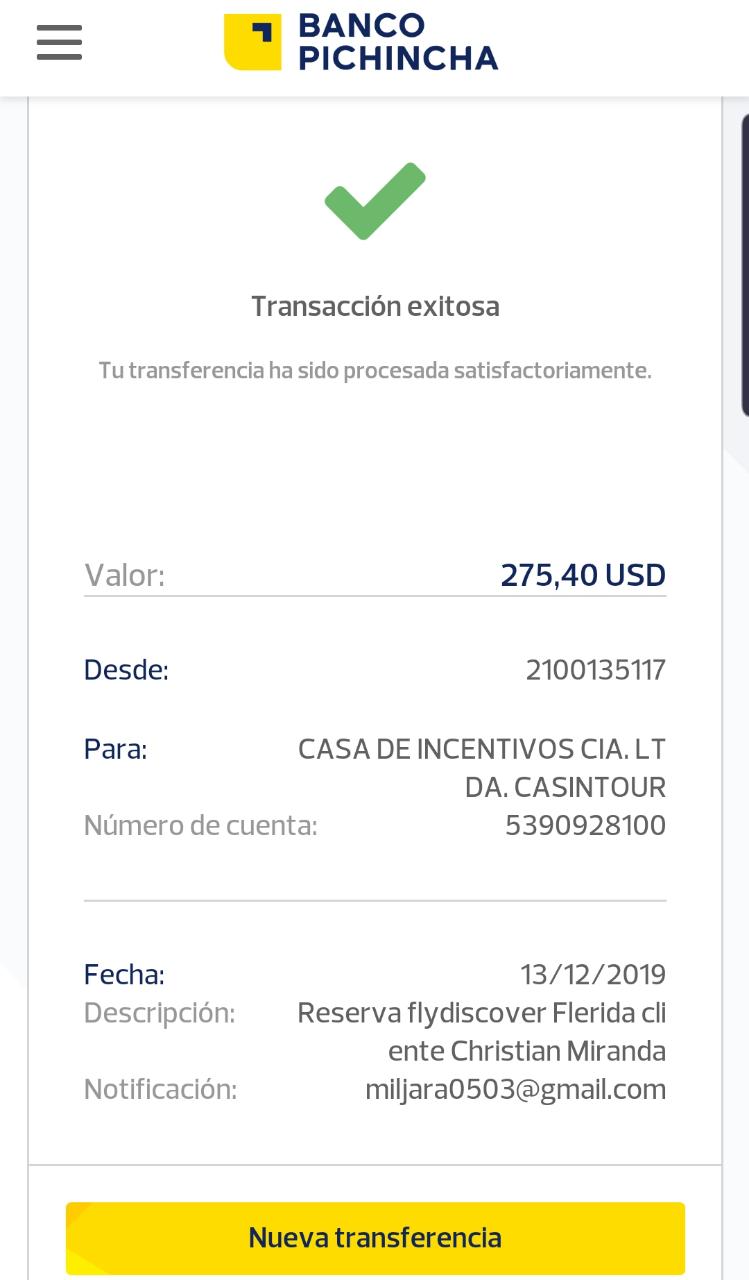 BANCO
PICHINCHA
Transacción exitosa
Tu transferencia ha sido procesada satisfactoriamente.
Valor: 275,40 USD
Desde: 2100135117
Para: CASA DE INCENTIVOS CIA. LT
DA. CASINTOUR
Número de cuenta: 5390928100
Fecha: 13/12/2019
Descripción: Reserva flydiscover Flerida cli
ente Christian Miranda
Notificación: miljara0503@gmail.com
Nueva transferencia